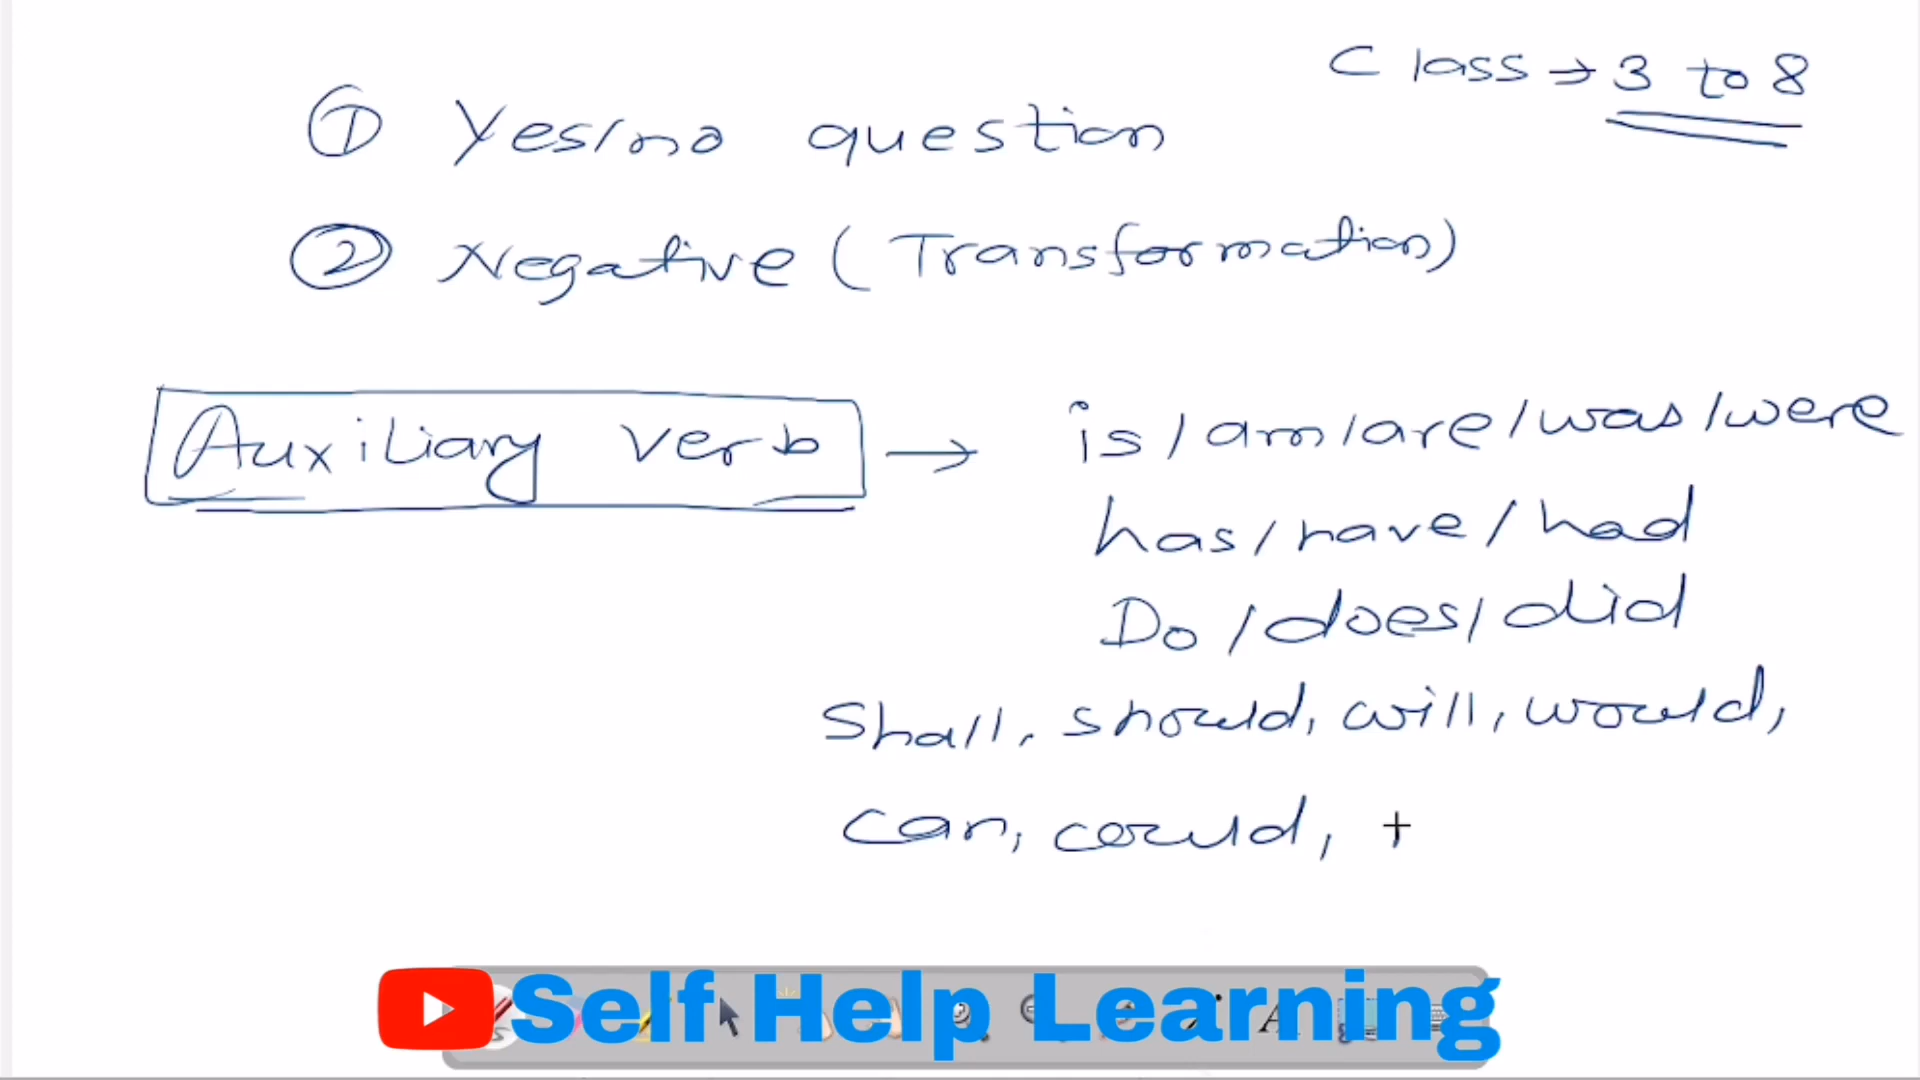 Class → 3 to 8
① Yes/no question
② Negative (Transformation)
Auxiliary verb → is/am/are/was/were
has/have/had
Do/does/did
Shall, should, will, would,
can, could,
Self Help Learning